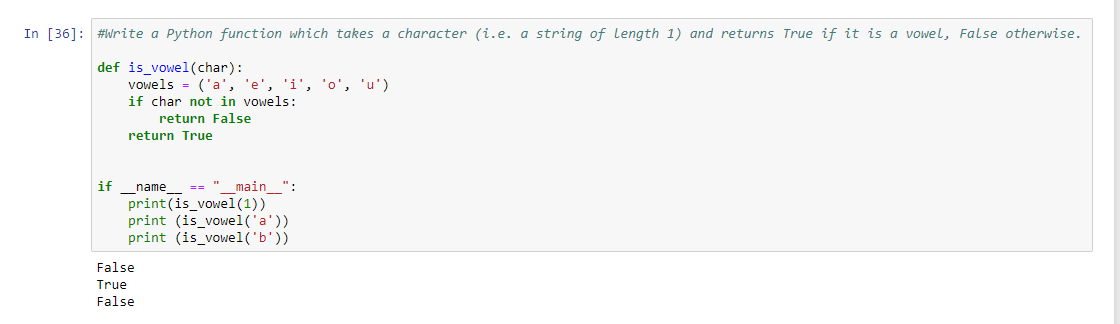 In [36]: #Write a Python function which takes a character (i.e. a string of length 1) and returns True if it is a vowel, False otherwise.
def is_vowel(char):
    vowels = ('a', 'e', 'i', 'o', 'u')
    if char not in vowels:
        return False
    return True
if __name__ == "__main__":
    print(is_vowel(1))
    print (is_vowel('a'))
    print (is_vowel('b'))
False
True
False